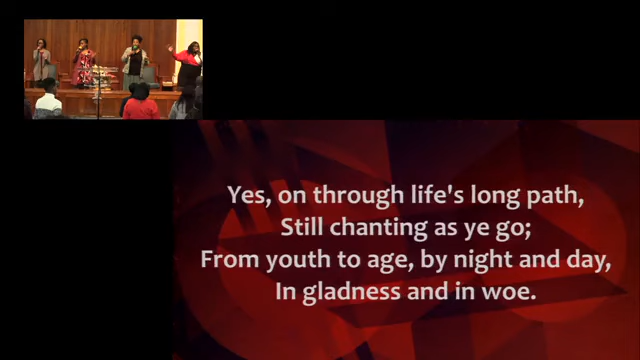 Yes, on through life's long path,
Still chanting as ye go;
From youth to age, by night and day,
In gladness and in woe.